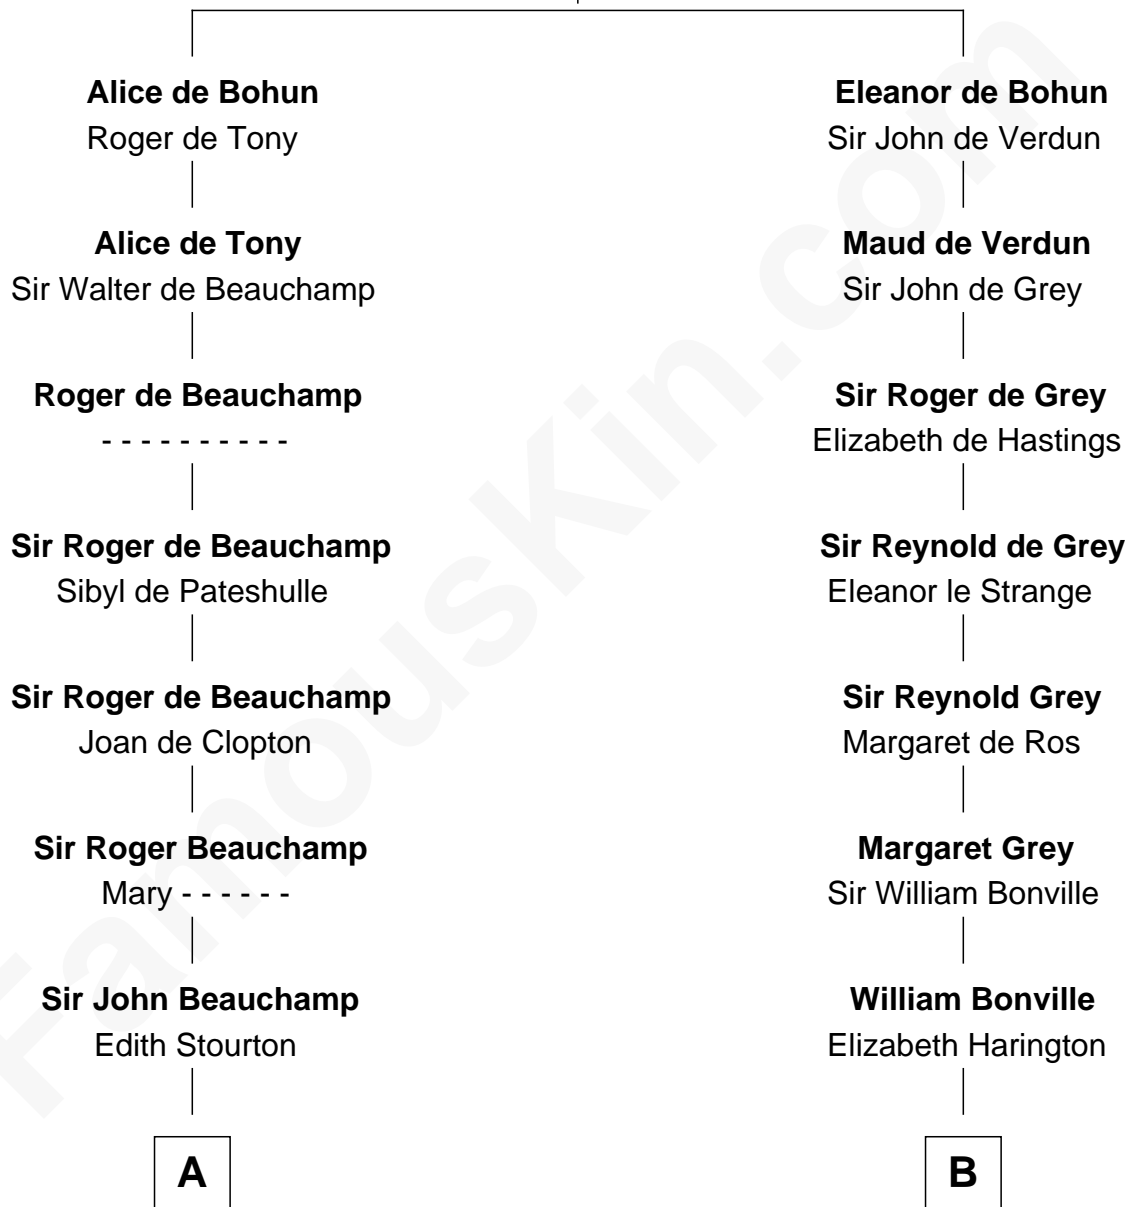 Alice de Bohun
Roger de Tony
Eleanor de Bohun
Sir John de Verdun
Alice de Tony
Sir Walter de Beauchamp
Maud de Verdun
Sir John de Grey
Roger de Beauchamp
- - - - - - - - - -
Sir Roger de Grey
Elizabeth de Hastings
Sir Roger de Beauchamp
Sibyl de Pateshulle
Sir Reynold de Grey
Eleanor le Strange
Sir Roger de Beauchamp
Joan de Clopton
Sir Reynold Grey
Margaret de Ros
Sir Roger Beauchamp
Mary - - - - - -
Margaret Grey
Sir William Bonville
Sir John Beauchamp
Edith Stourton
William Bonville
Elizabeth Harington
A
B
FamousKin.com